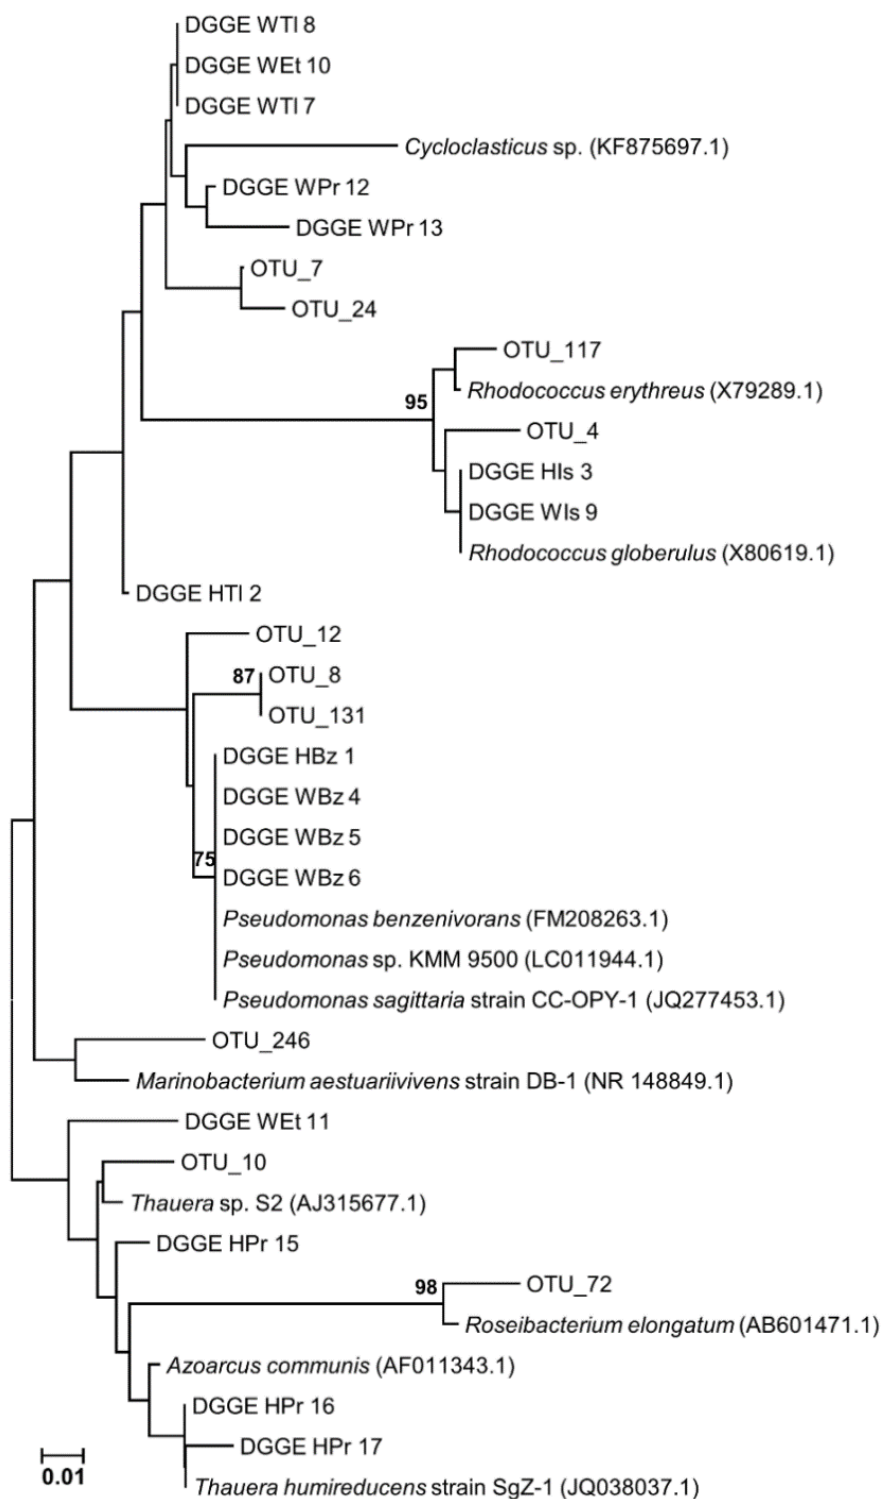 DGGE WTl 8
DGGE WEt 10
DGGE WTl 7
Cycloclasticus sp. (KF875697.1)
DGGE WPr 12
DGGE WPr 13
OTU_7
OTU_24
OTU_117
Rhodococcus erythreus (X79289.1)
95
OTU_4
DGGE HIs 3
DGGE WIs 9
Rhodococcus globerulus (X80619.1)
DGGE HTl 2
OTU_12
87 OTU_8
OTU_131
DGGE HBz 1
DGGE WBz 4
DGGE WBz 5
75
DGGE WBz 6
Pseudomonas benzenivorans (FM208263.1)
Pseudomonas sp. KMM 9500 (LC011944.1)
Pseudomonas sagittaria strain CC-OPY-1 (JQ277453.1)
OTU_246
Marinobacterium aestuariivivens strain DB-1 (NR 148849.1)
DGGE WEt 11
OTU_10
Thauera sp. S2 (AJ315677.1)
DGGE HPr 15
98 OTU_72
Roseibacterium elongatum (AB601471.1)
Azoarcus communis (AF011343.1)
DGGE HPr 16
DGGE HPr 17
0.01
Thauera humireducens strain SgZ-1 (JQ038037.1)